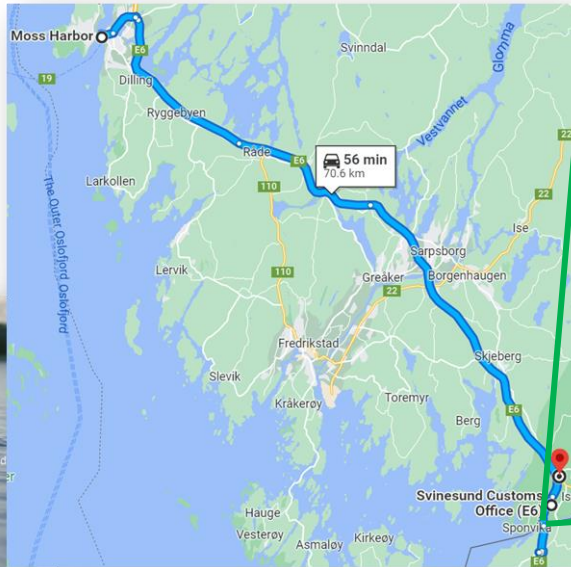 Moss Harbor
E6
Svinndal
Glomma
19
Dilling
Ryggebyen
Vestvannet
22
Råde
E6
56 min
70.6 km
Larkollen
110
22
Ise
The Outer Oslofjord
Oslofjord
Lervik
110
Greåker
Sarpsborg
Borgenhaugen
22
Fredrikstad
Skjeberg
Slevik
Kråkerøy
Toremyr
Berg
E6
Svinesund Customs
Office (E6)
Sponvika
Hauge
Vesterøy
Asmaløy
Kirkøy
E6